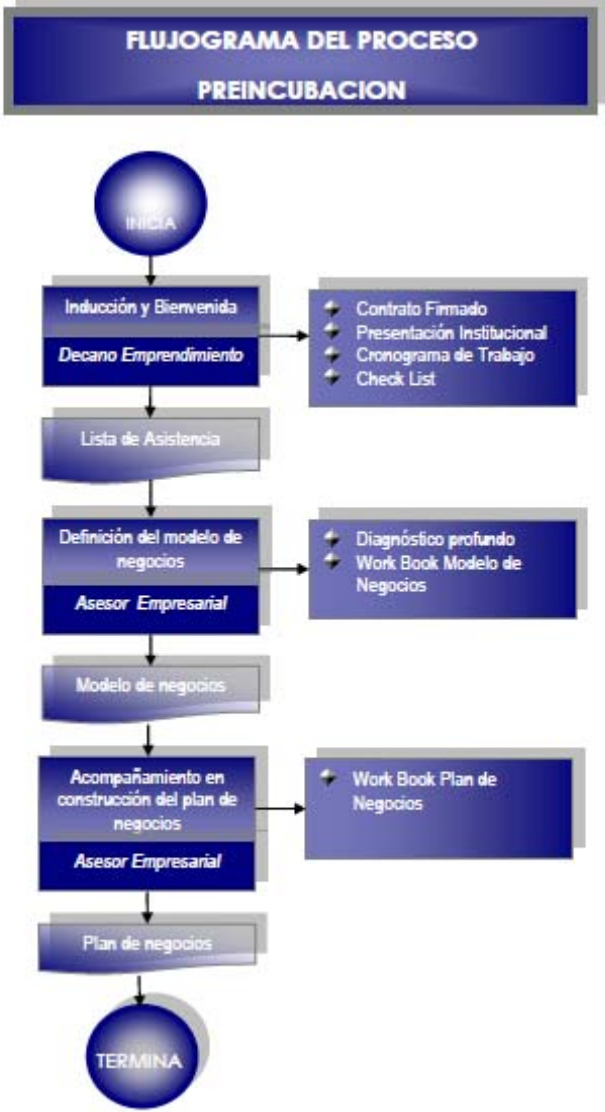 FLUJOGRAMA DEL PROCESO
PREINCUBACION
INICIA
Inducción y Bienvenida
Decano Emprendimiento
Contrato Firmado
Presentación Institucional
Cronograma de Trabajo
Check List
Lista de Asistencia
Definición del modelo de
negocios
Asesor Empresarial
Diagnóstico profundo
Work Book Modelo de
Negocios
Modelo de negocios
Acompañamiento en
construcción del plan de
negocios
Asesor Empresarial
Work Book Plan de
Negocios
Plan de negocios
TERMINA